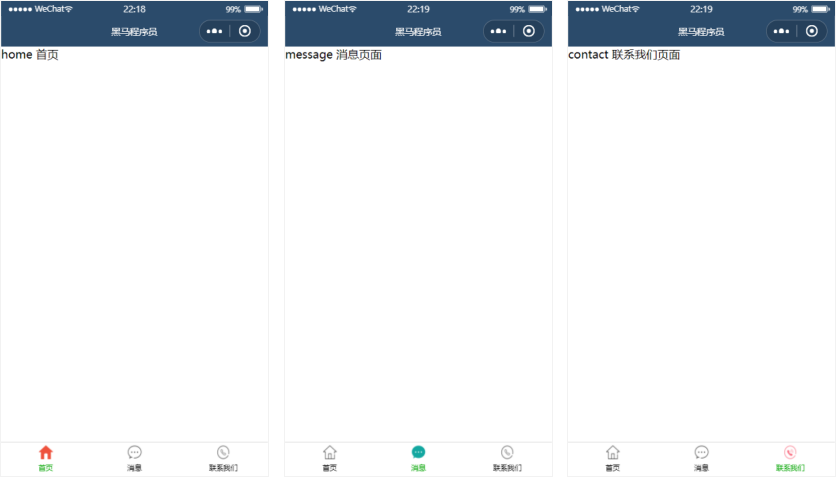 WeChat 22:18 99%
黑马程序员
home 首页
首页 消息 联系我们
WeChat 22:19 99%
黑马程序员
message 消息页面
首页 消息 联系我们
WeChat 22:19 99%
黑马程序员
contact 联系我们页面
首页 消息 联系我们